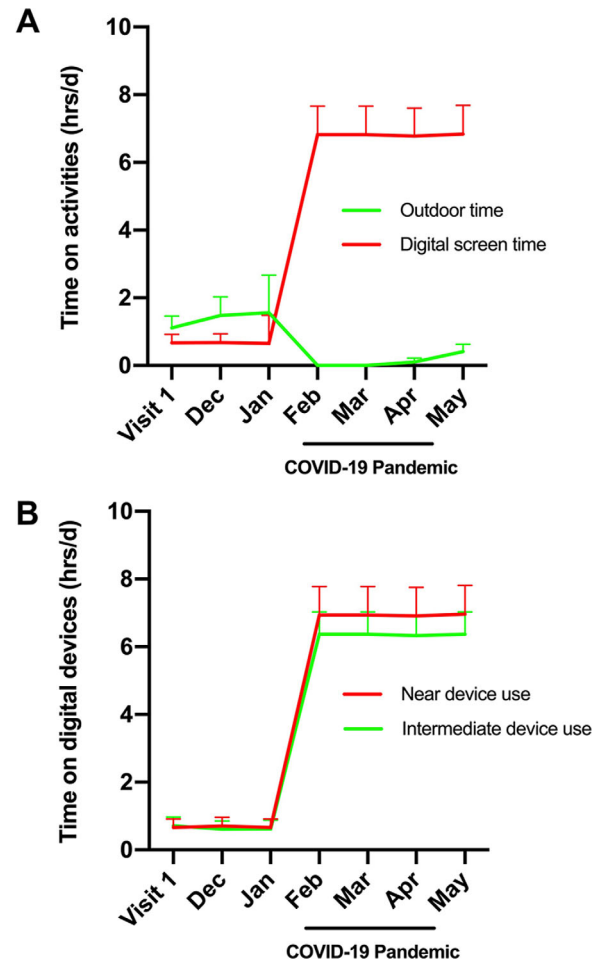 A
Time on activities (hrs/d)
10
8
6
4
2
0
Outdoor time
Digital screen time
Visit 1
Dec
Jan
Feb
Mar
Apr
May
COVID-19 Pandemic
B
Time on digital devices (hrs/d)
10
8
6
4
2
0
Near device use
Intermediate device use
Visit 1
Dec
Jan
Feb
Mar
Apr
May
COVID-19 Pandemic